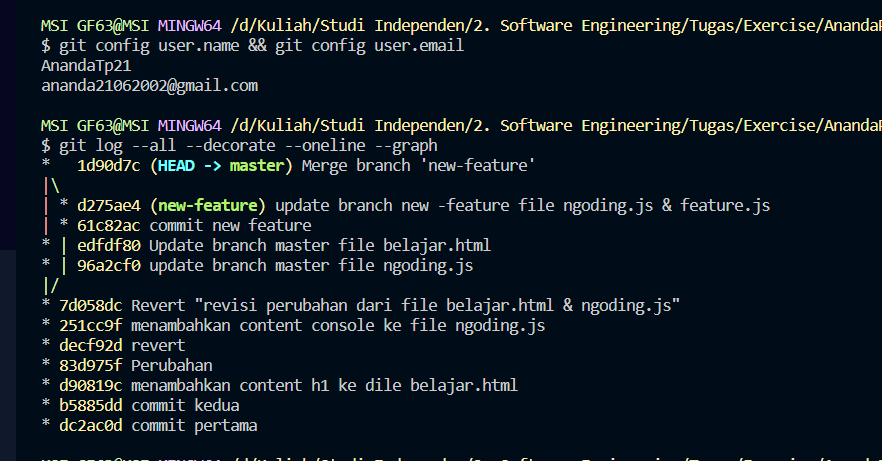 MSI GF63@MSI MINGW64 /d/Kuliah/Studi Independen/2. Software Engineering/Tugas/Exercise/Ananda
$ git config user.name && git config user.email
AnandaTp21
ananda21062002@gmail.com
MSI GF63@MSI MINGW64 /d/Kuliah/Studi Independen/2. Software Engineering/Tugas/Exercise/Ananda
$ git log --all --decorate --oneline --graph
*   1d90d7c (HEAD -> master) Merge branch 'new-feature'
|\
| * d275ae4 (new-feature) update branch new -feature file ngoding.js & feature.js
| * 61c82ac commit new feature
* | edfdf80 Update branch master file belajar.html
* | 96a2cf0 update branch master file ngoding.js
|/
* 7d058dc Revert "revisi perubahan dari file belajar.html & ngoding.js"
* 251cc9f menambahkan content console ke file ngoding.js
* decf92d revert
* 83d975f Perubahan
* d90819c menambahkan content h1 ke dile belajar.html
* b5885dd commit kedua
* dc2ac0d commit pertama